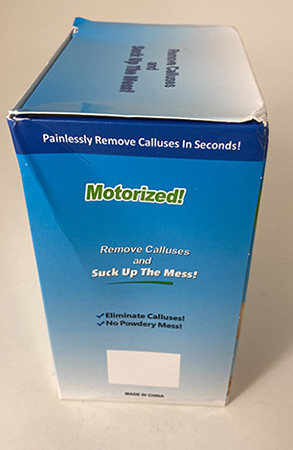 Remove Calluses
and
Suck Up The Mess!
Painlessly Remove Calluses In Seconds!
Motorized!
Remove Calluses
and
Suck Up The Mess!
✓Eliminate Calluses!
✓No Powdery Mess!
MADE IN CHINA